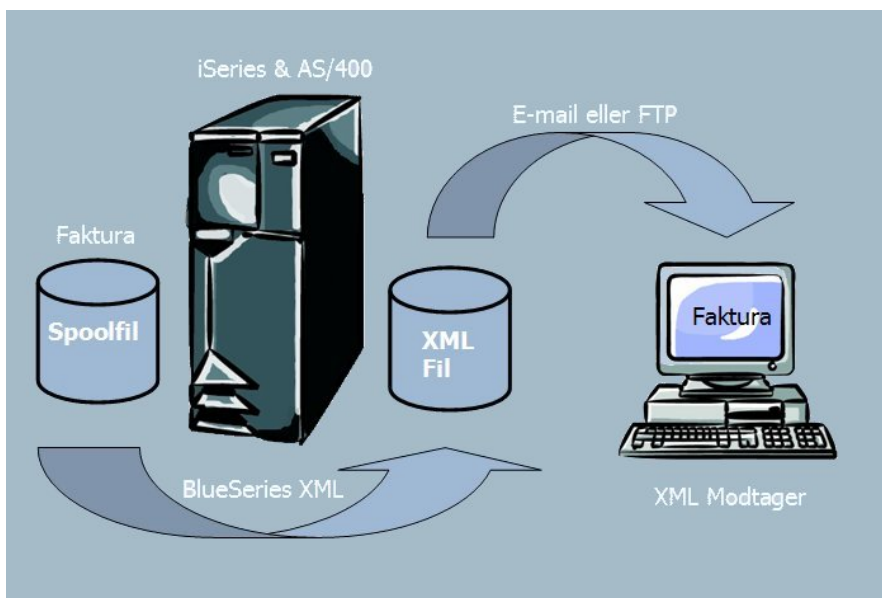 iSeries & AS/400
E-mail eller FTP
Faktura
Spoolfil
XML
Fil
Faktura
BlueSeries XML
XML Modtager